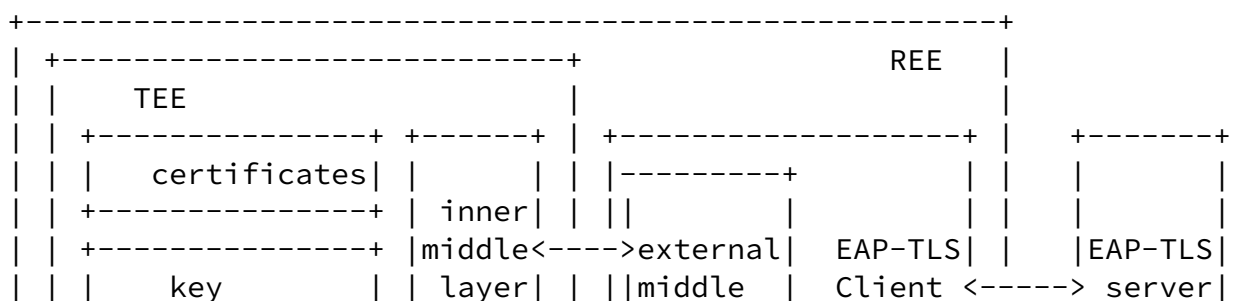 +------------------------------------------------------+
| +----------------------------+                 REE   |
| |    TEE                     |                       |
| | +---------------+ +------+ | +-------------------+ |   +-------+
| | |   certificates| |      | | |---------+         | |   |       |
| | +---------------+ | inner| | ||        |         | |   |       |
| | +---------------+ |middle<---->external|  EAP-TLS| |   |EAP-TLS|
| | |    key        | | layer| | ||middle  | Client <-----> server|